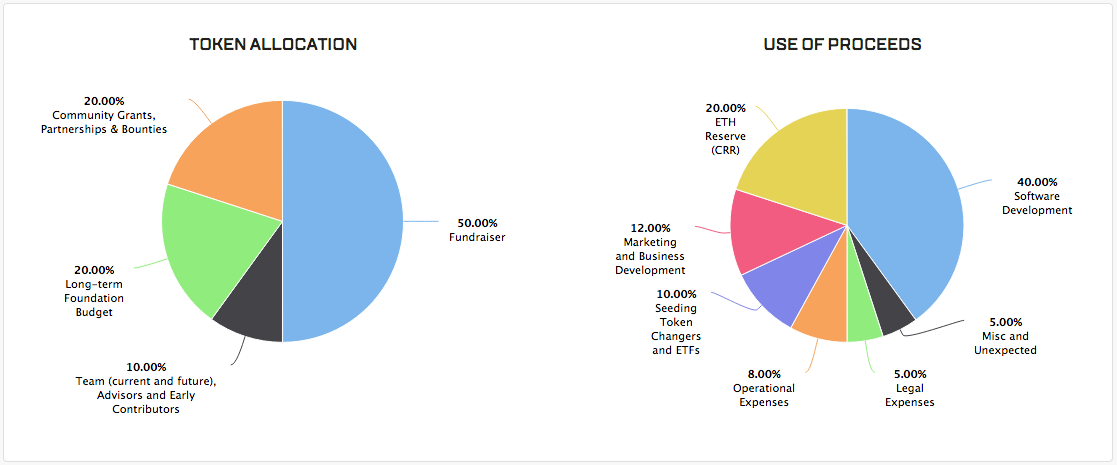 TOKEN ALLOCATION
20.00%
Community Grants,
Partnerships & Bounties
50.00%
Fundraiser
20.00%
Long-term
Foundation
Budget
10.00%
Team (current and future),
Advisors and Early
Contributors
USE OF PROCEEDS
20.00%
ETH
Reserve
(CRR)
40.00%
Software
Development
12.00%
Marketing
and Business
Development
10.00%
Seeding
Token
Changers
and ETFs
5.00%
Misc and
Unexpected
8.00%
Operational
Expenses
5.00%
Legal
Expenses